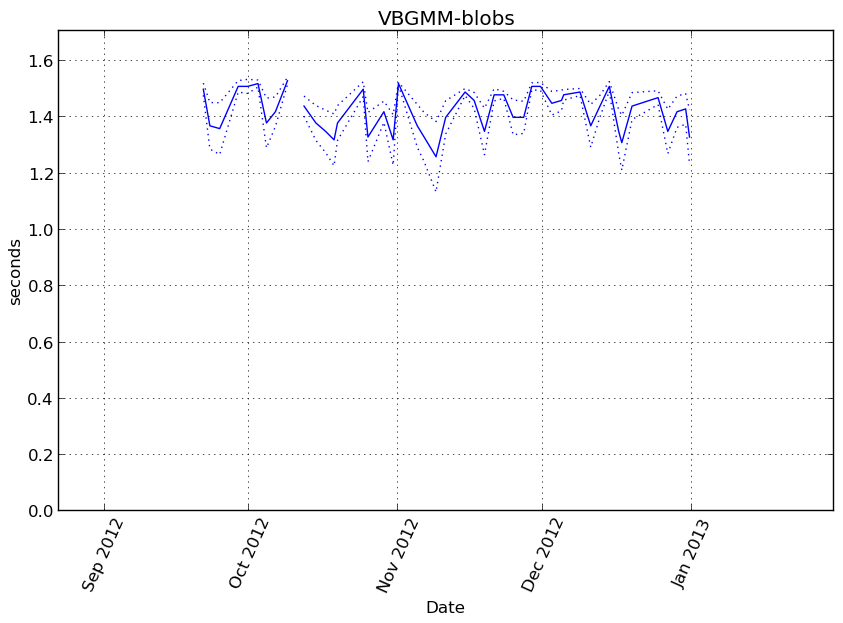 VBGMM-blobs
1.6
1.4
1.2
1.0
0.8
0.6
0.4
0.2
0.0
seconds
Sep 2012
Oct 2012
Nov 2012
Dec 2012
Jan 2013
Date